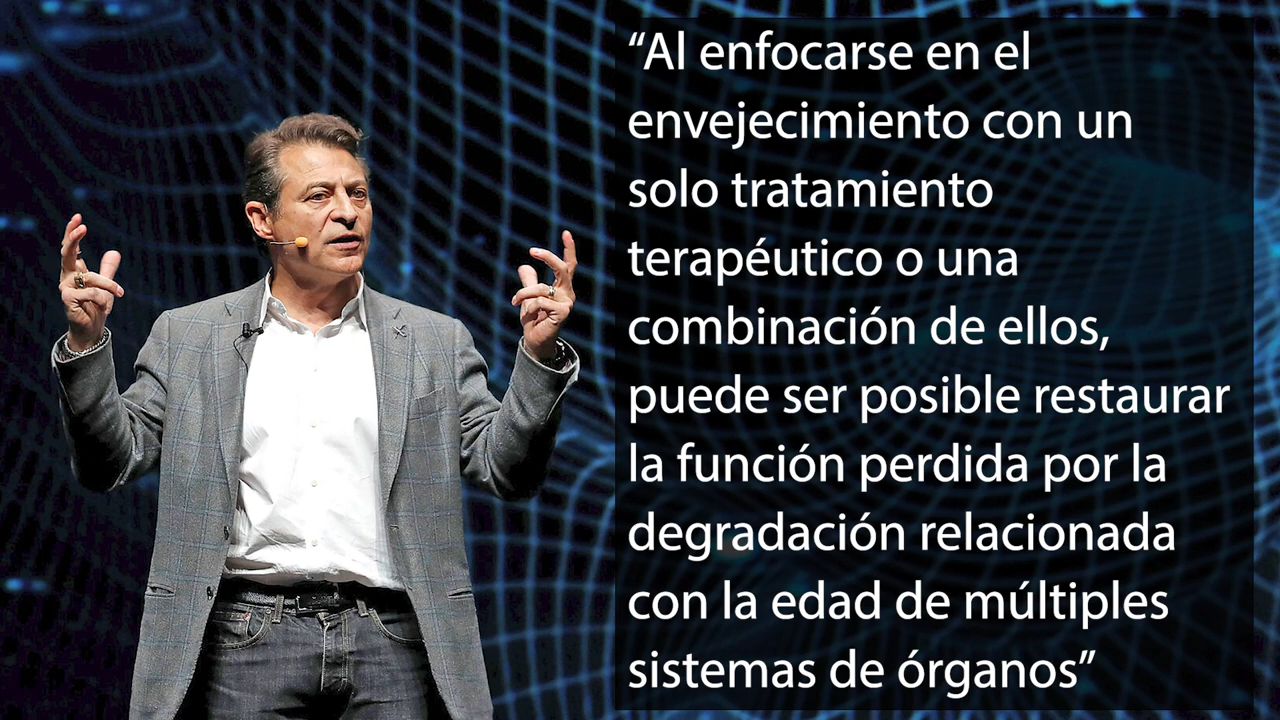 “Al enfocarse en el
envejecimiento con un
solo tratamiento
terapéutico o una
combinación de ellos,
puede ser posible restaurar
la función perdida por la
degradación relacionada
con la edad de múltiples
sistemas de órganos”